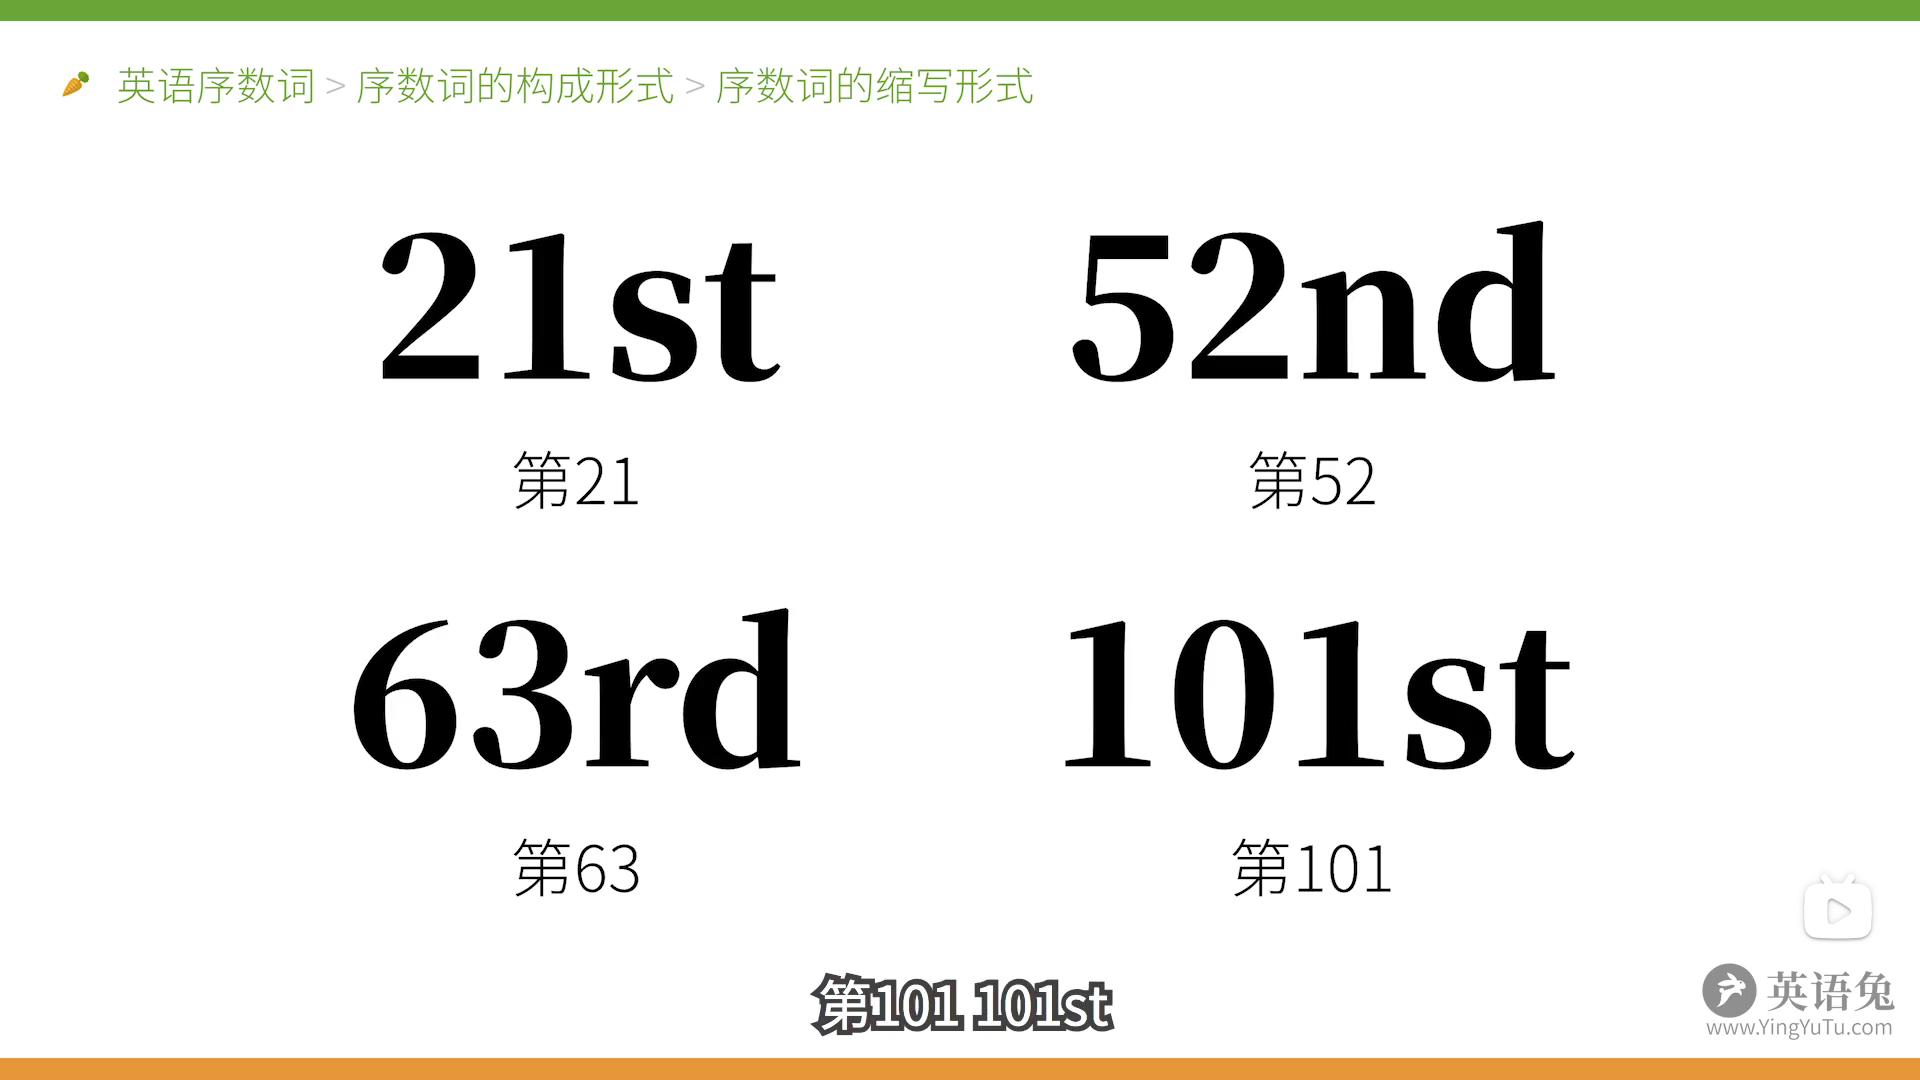 英语序数词 > 序数词的构成形式 > 序数词的缩写形式
21st
52nd
第21
第52
63rd
101st
第63
第101
第101 101st
英语兔
www.YingYuTu.com